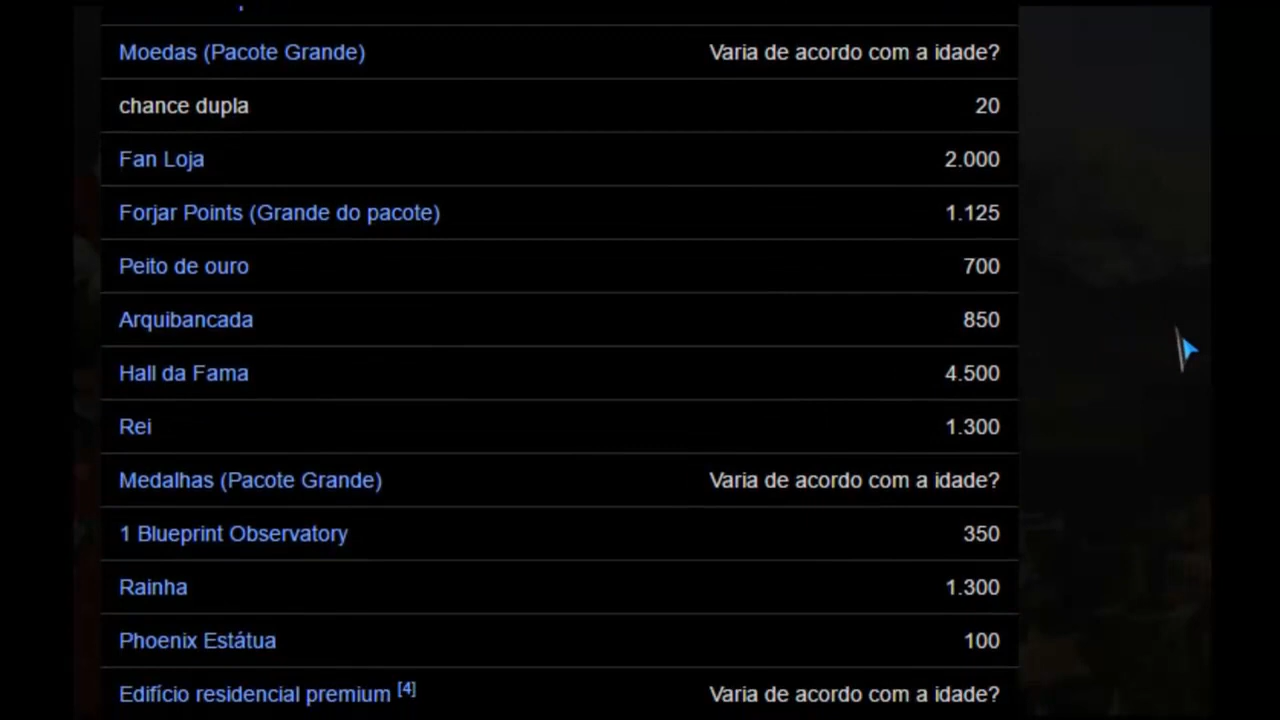 Moedas (Pacote Grande) Varia de acordo com a idade?
chance dupla 20
Fan Loja 2.000
Forjar Points (Grande do pacote) 1.125
Peito de ouro 700
Arquibancada 850
Hall da Fama 4.500
Rei 1.300
Medalhas (Pacote Grande) Varia de acordo com a idade?
1 Blueprint Observatory 350
Rainha 1.300
Phoenix Estátua 100
Edifício residencial premium [4] Varia de acordo com a idade?